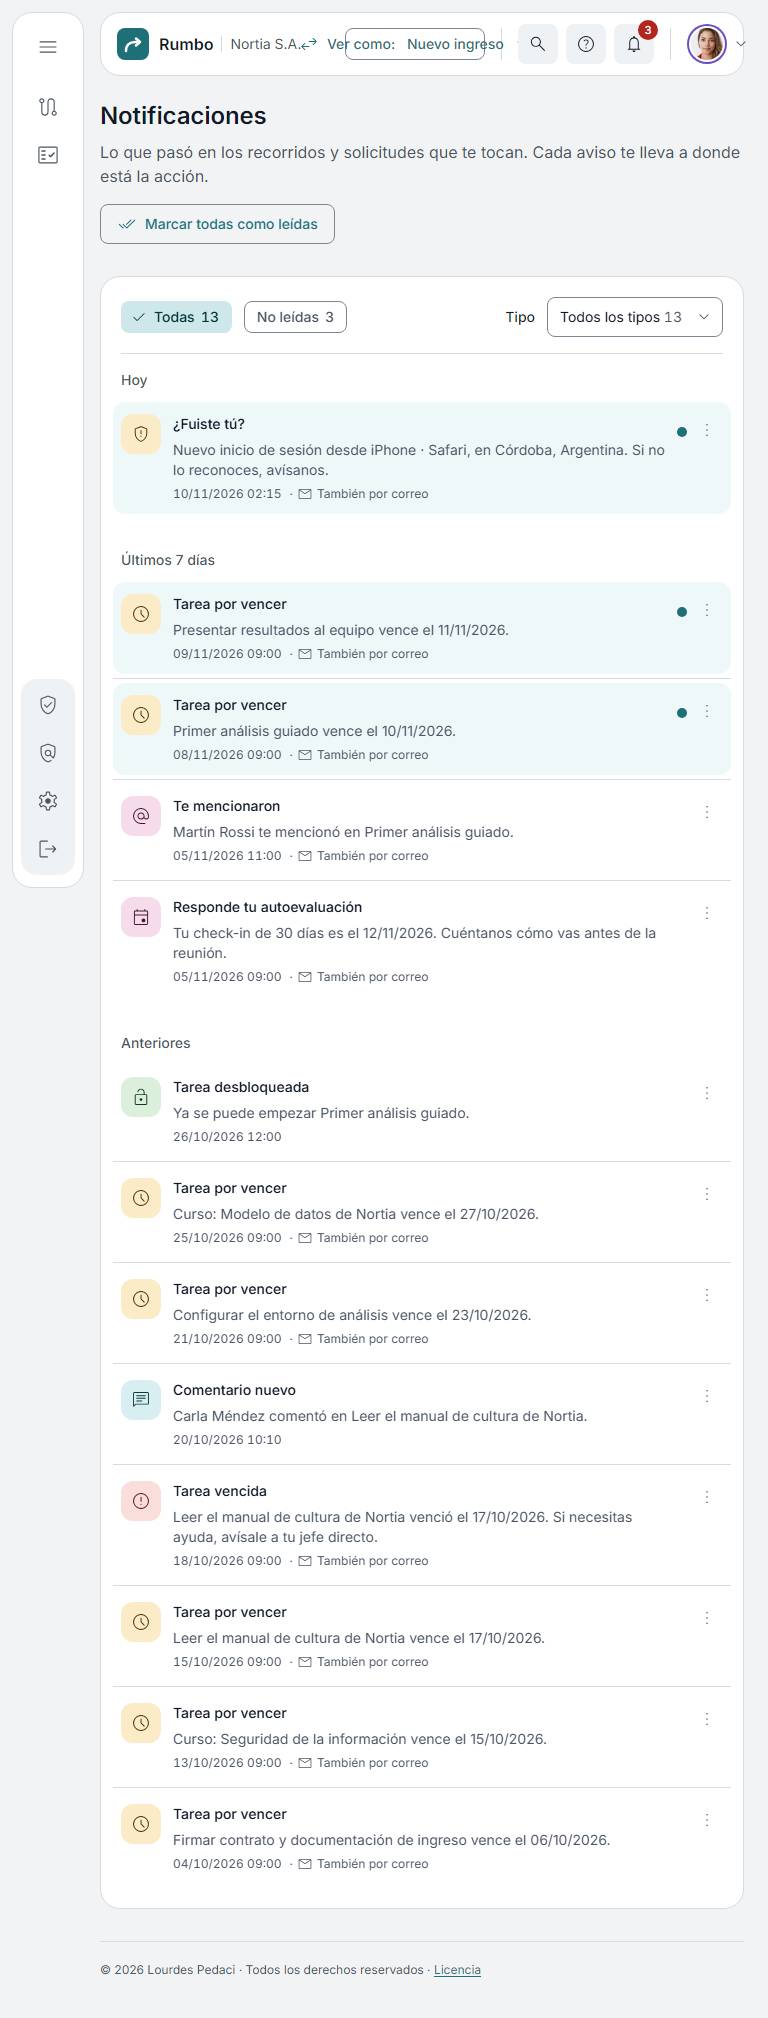 Rumbo
Nortia S.A.
Ver como: Nuevo ingreso
3
Notificaciones
Lo que pasó en los recorridos y solicitudes que te tocan. Cada aviso te lleva a donde
está la acción.
Marcar todas como leídas
Todas 13
No leídas 3
Tipo
Todos los tipos 13
Hoy
¿Fuiste tú?
Nuevo inicio de sesión desde iPhone · Safari, en Córdoba, Argentina. Si no
lo reconoces, avísanos.
10/11/2026 02:15 · También por correo
Últimos 7 días
Tarea por vencer
Presentar resultados al equipo vence el 11/11/2026.
09/11/2026 09:00 · También por correo
Tarea por vencer
Primer análisis guiado vence el 10/11/2026.
08/11/2026 09:00 · También por correo
Te mencionaron
Martín Rossi te mencionó en Primer análisis guiado.
05/11/2026 11:00 · También por correo
Responde tu autoevaluación
Tu check-in de 30 días es el 12/11/2026. Cuéntanos cómo vas antes de la
reunión.
05/11/2026 09:00 · También por correo
Anteriores
Tarea desbloqueada
Ya se puede empezar Primer análisis guiado.
26/10/2026 12:00
Tarea por vencer
Curso: Modelo de datos de Nortia vence el 27/10/2026.
25/10/2026 09:00 · También por correo
Tarea por vencer
Configurar el entorno de análisis vence el 23/10/2026.
21/10/2026 09:00 · También por correo
Comentario nuevo
Carla Méndez comentó en Leer el manual de cultura de Nortia.
20/10/2026 10:10
Tarea vencida
Leer el manual de cultura de Nortia venció el 17/10/2026. Si necesitas
ayuda, avísale a tu jefe directo.
18/10/2026 09:00 · También por correo
Tarea por vencer
Leer el manual de cultura de Nortia vence el 17/10/2026.
15/10/2026 09:00 · También por correo
Tarea por vencer
Curso: Seguridad de la información vence el 15/10/2026.
13/10/2026 09:00 · También por correo
Tarea por vencer
Firmar contrato y documentación de ingreso vence el 06/10/2026.
04/10/2026 09:00 · También por correo
© 2026 Lourdes Pedaci · Todos los derechos reservados · Licencia